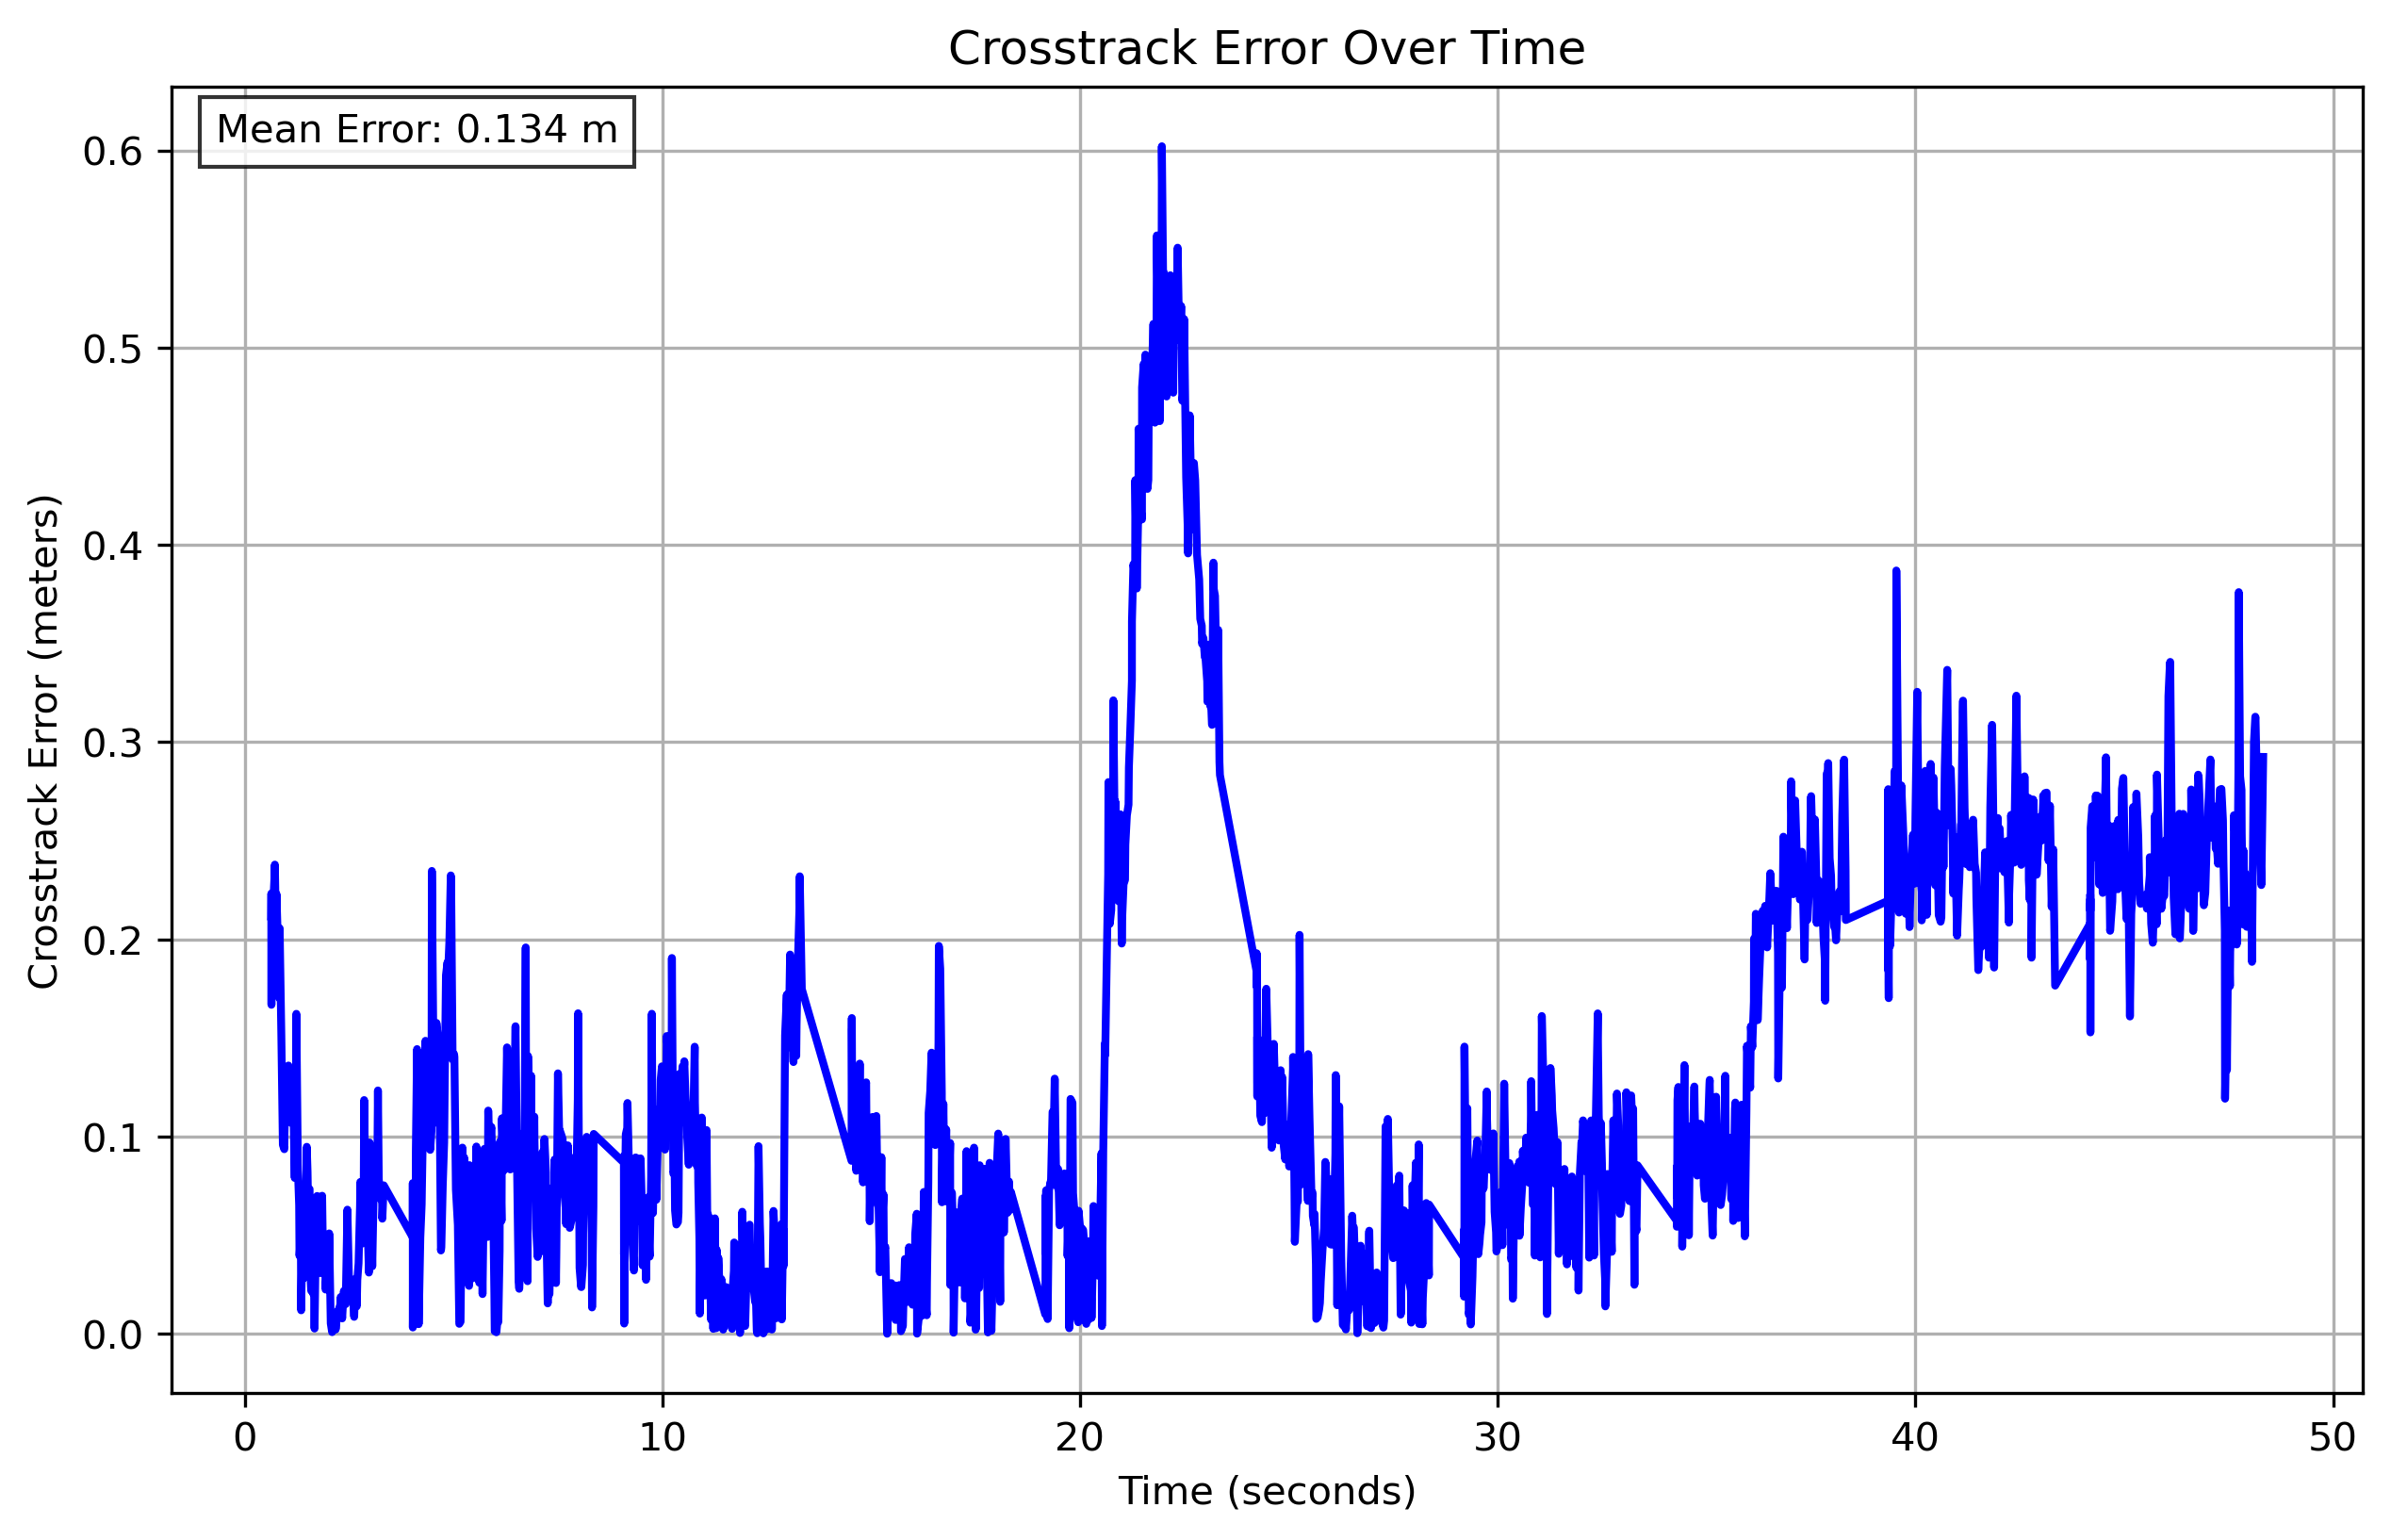 Crosstrack Error Over Time
Mean Error: 0.134 m
0.6
0.5
0.4
0.3
0.2
0.1
0.0
Crosstrack Error (meters)
0 10 20 30 40 50
Time (seconds)